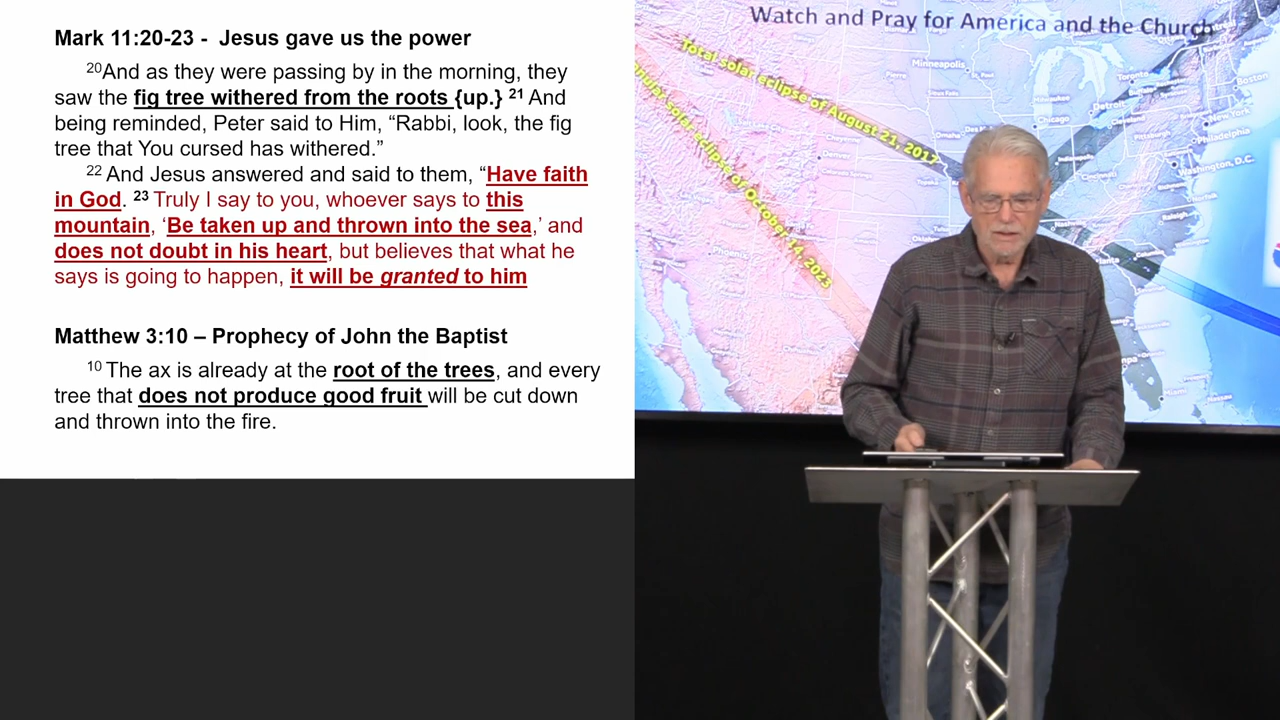 Mark 11:20-23 -  Jesus gave us the power
20And as they were passing by in the morning, they
saw the fig tree withered from the roots {up.} 21 And
being reminded, Peter said to Him, “Rabbi, look, the fig
tree that You cursed has withered.”
22 And Jesus answered and said to them, “Have faith
in God. 23 Truly I say to you, whoever says to this
mountain, ‘Be taken up and thrown into the sea,’ and
does not doubt in his heart, but believes that what he
says is going to happen, it will be granted to him
Matthew 3:10 – Prophecy of John the Baptist
10 The ax is already at the root of the trees, and every
tree that does not produce good fruit will be cut down
and thrown into the fire.
Watch and Pray for America and the Church
Total solar eclipse of August 21, 2017
solar eclipse of October 14, 2023
Minneapolis
Pierre
Toronto
Boston
Detroit
New York
Chicago
Philadelphia
Pittsburgh
Omaha
Washington, D.C.
Denver
Indianapolis
Norfolk
Raleigh
Charlotte
Phoenix
Miami
Nassau